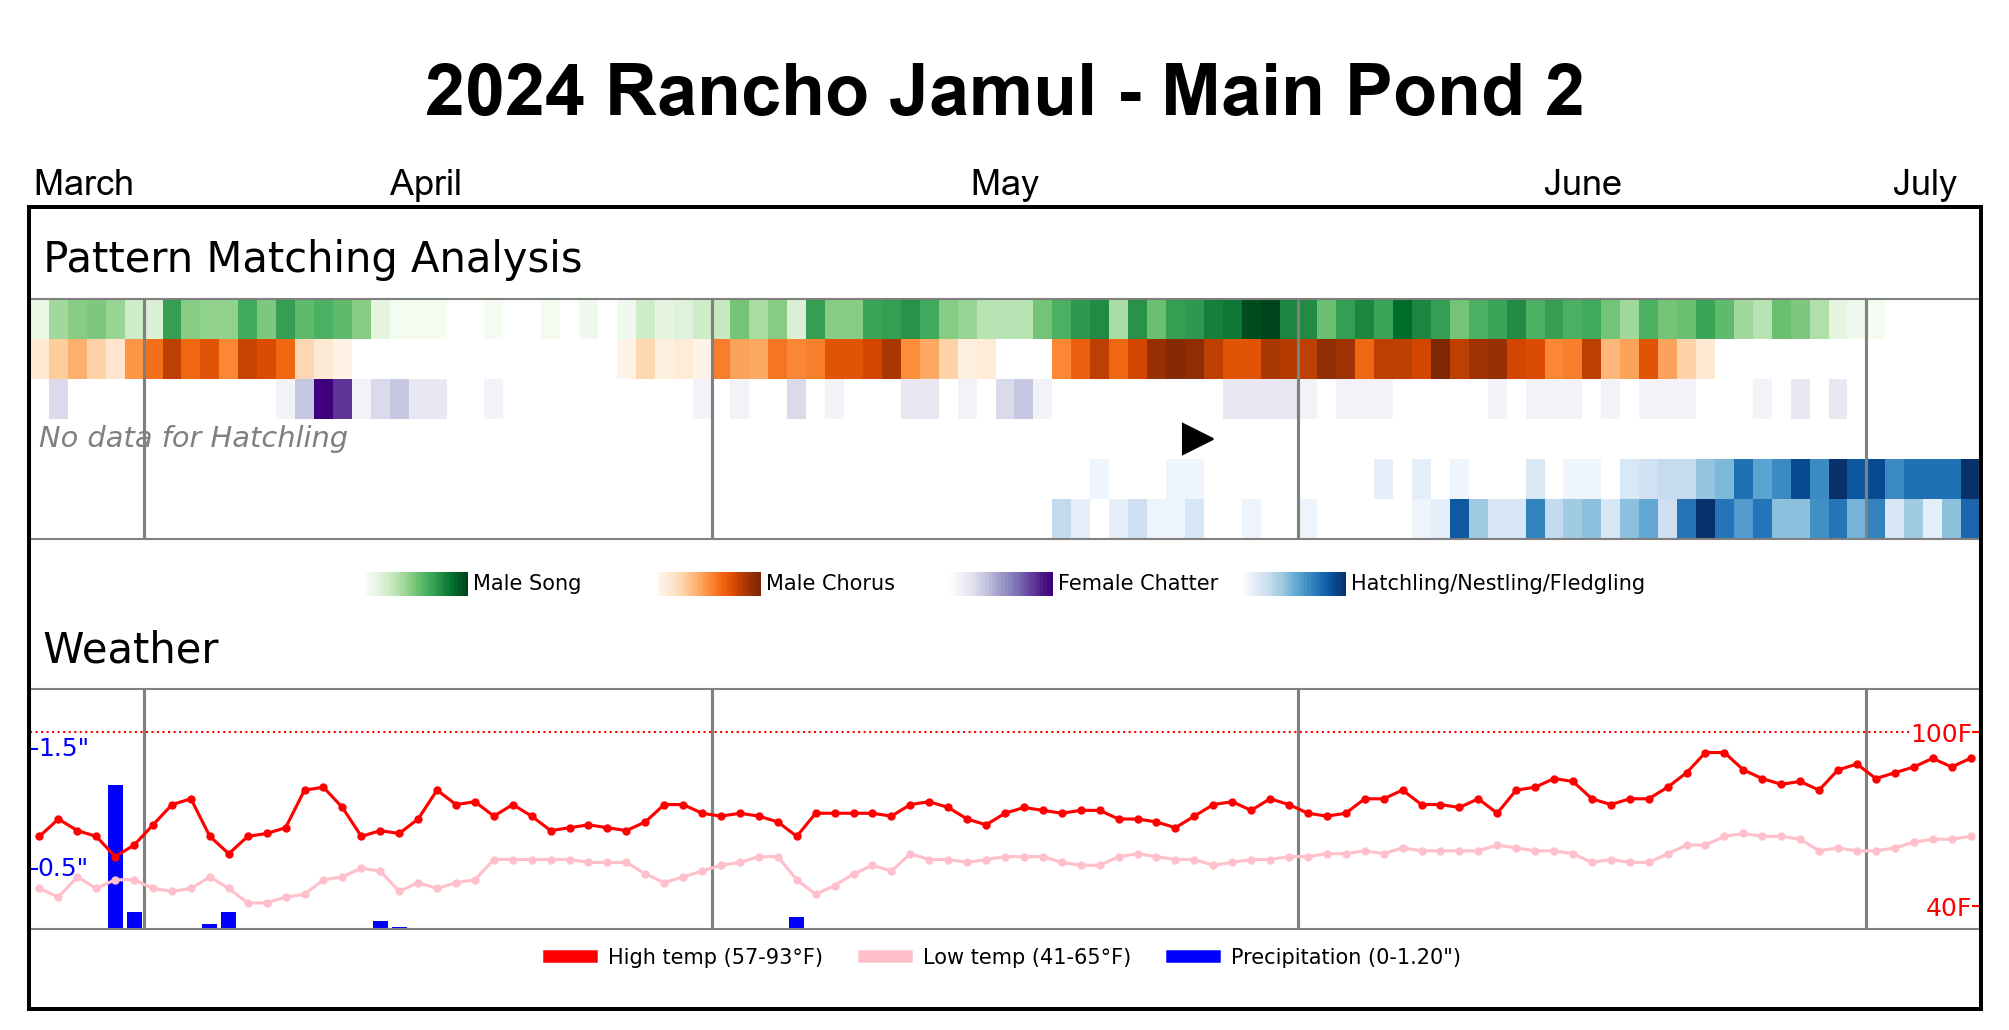 2024 Rancho Jamul - Main Pond 2
March April May June July
Pattern Matching Analysis
No data for Hatchling
Male Song Male Chorus Female Chatter Hatchling/Nestling/Fledgling
Weather
100F
1.5"
0.5"
40F
High temp (57-93°F) Low temp (41-65°F) Precipitation (0-1.20")